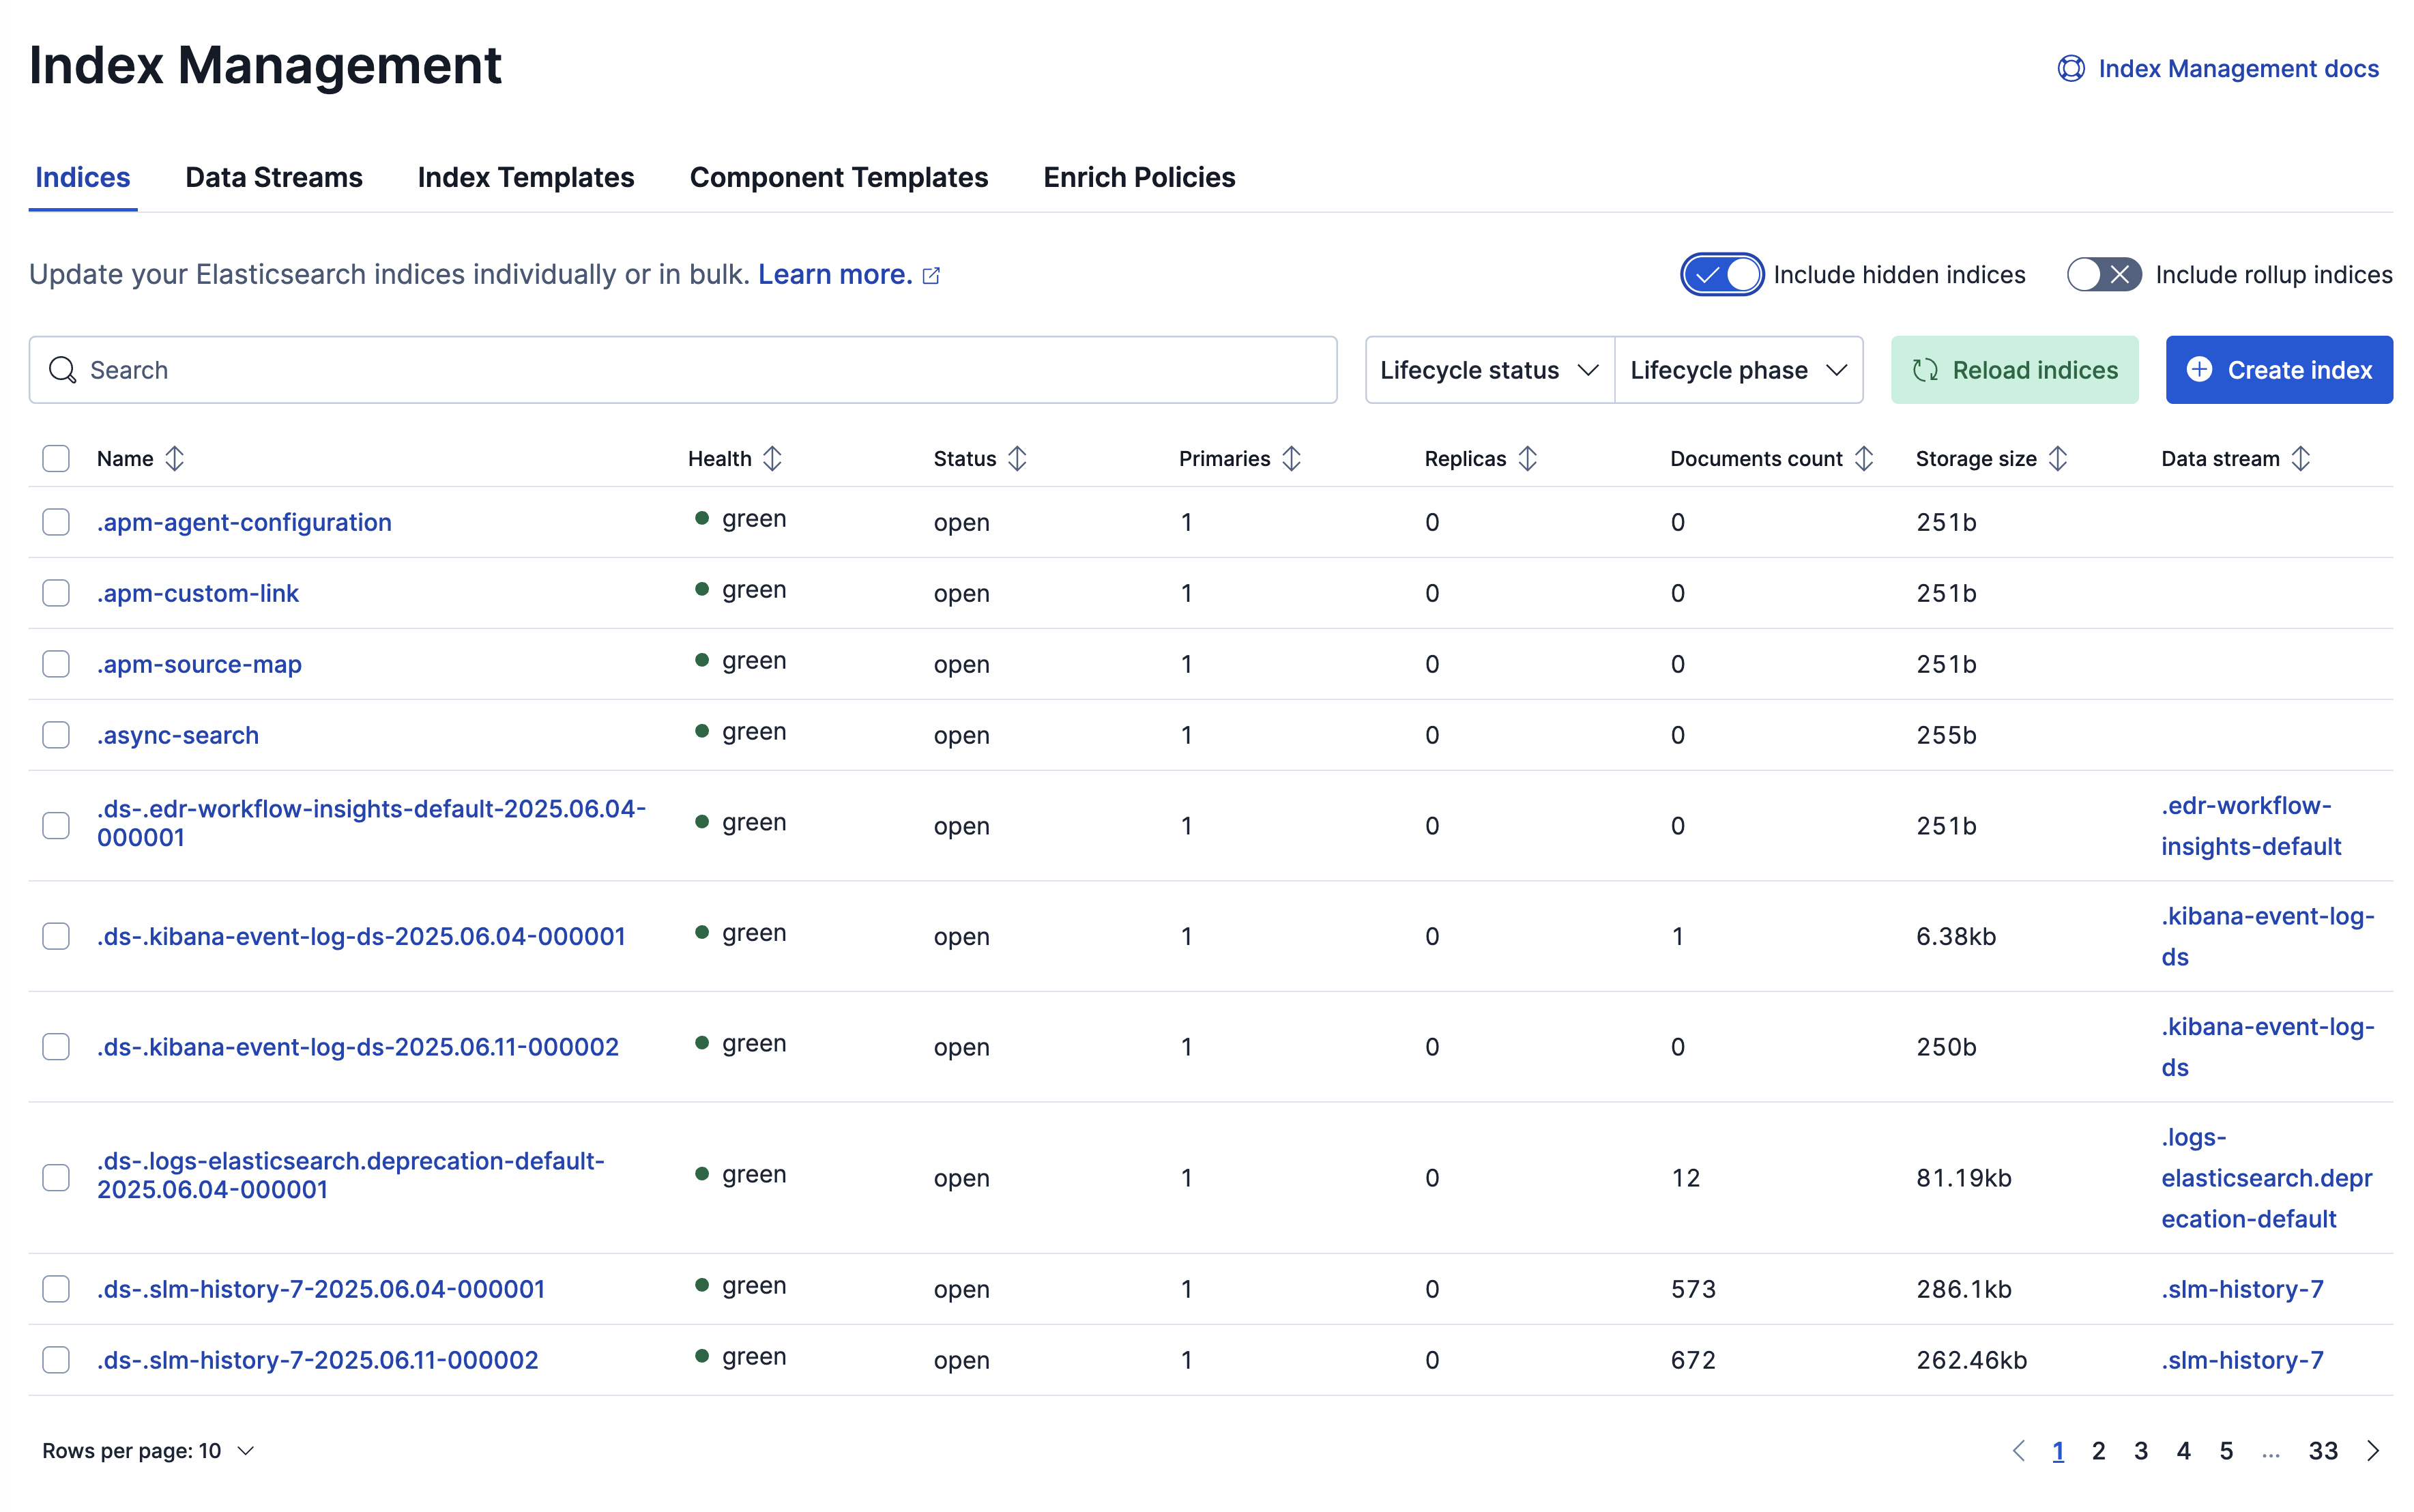 Index Management
Index Management docs
Indices Data Streams Index Templates Component Templates Enrich Policies
Update your Elasticsearch indices individually or in bulk. Learn more.
Include hidden indices Include rollup indices
Search Lifecycle status Lifecycle phase Reload indices Create index
Name Health Status Primaries Replicas Documents count Storage size Data stream
.apm-agent-configuration green open 1 0 0 251b
.apm-custom-link green open 1 0 0 251b
.apm-source-map green open 1 0 0 251b
.async-search green open 1 0 0 255b
.ds-.edr-workflow-insights-default-2025.06.04-
000001
green open 1 0 0 251b
.edr-workflow-
insights-default
.ds-.kibana-event-log-ds-2025.06.04-000001 green open 1 0 1 6.38kb
.kibana-event-log-
ds
.ds-.kibana-event-log-ds-2025.06.11-000002 green open 1 0 0 250b
.kibana-event-log-
ds
.ds-.logs-elasticsearch.deprecation-default-
2025.06.04-000001
green open 1 0 12 81.19kb
.logs-
elasticsearch.depr
ecation-default
.ds-.slm-history-7-2025.06.04-000001 green open 1 0 573 286.1kb .slm-history-7
.ds-.slm-history-7-2025.06.11-000002 green open 1 0 672 262.46kb .slm-history-7
Rows per page: 10
1 2 3 4 5 ... 33